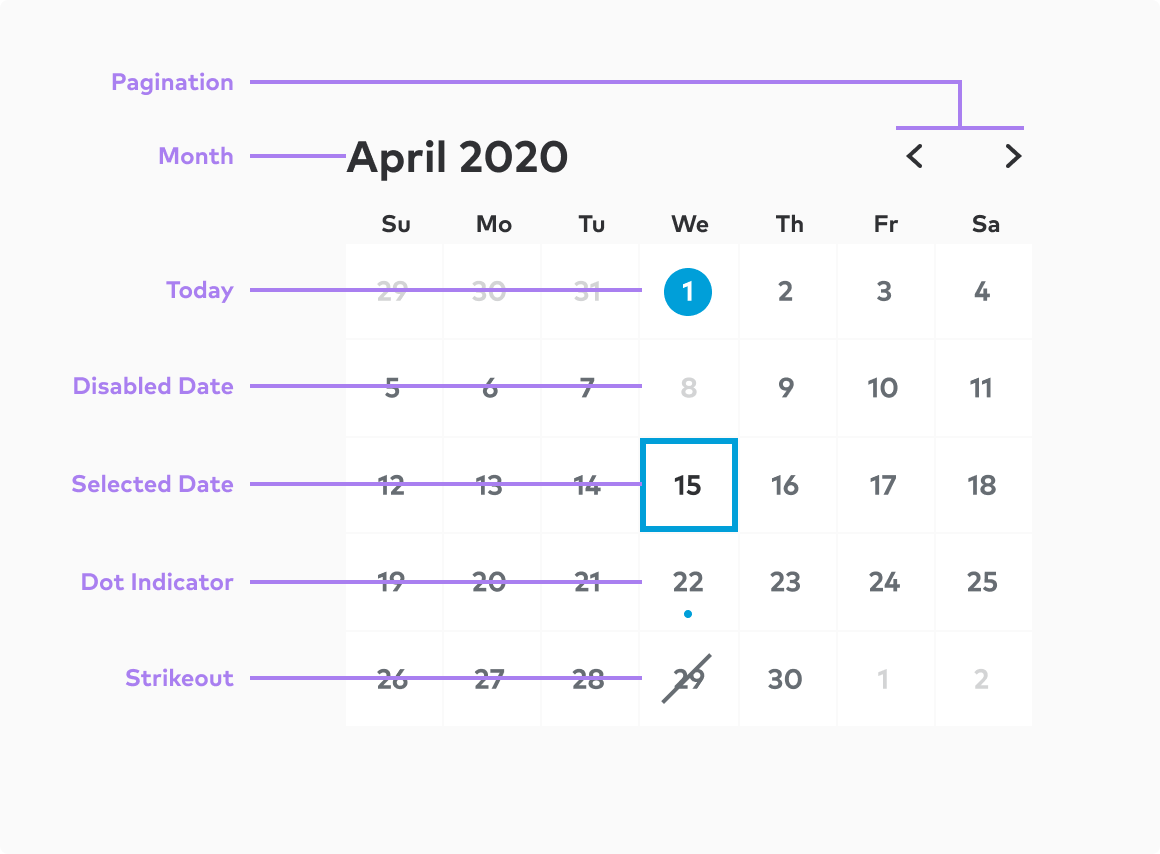 Pagination
Month April 2020
Su Mo Tu We Th Fr Sa
Today 29 30 31 1 2 3 4
Disabled Date 5 6 7 8 9 10 11
Selected Date 12 13 14 15 16 17 18
Dot Indicator 19 20 21 22 23 24 25
Strikeout 26 27 28 29 30 1 2